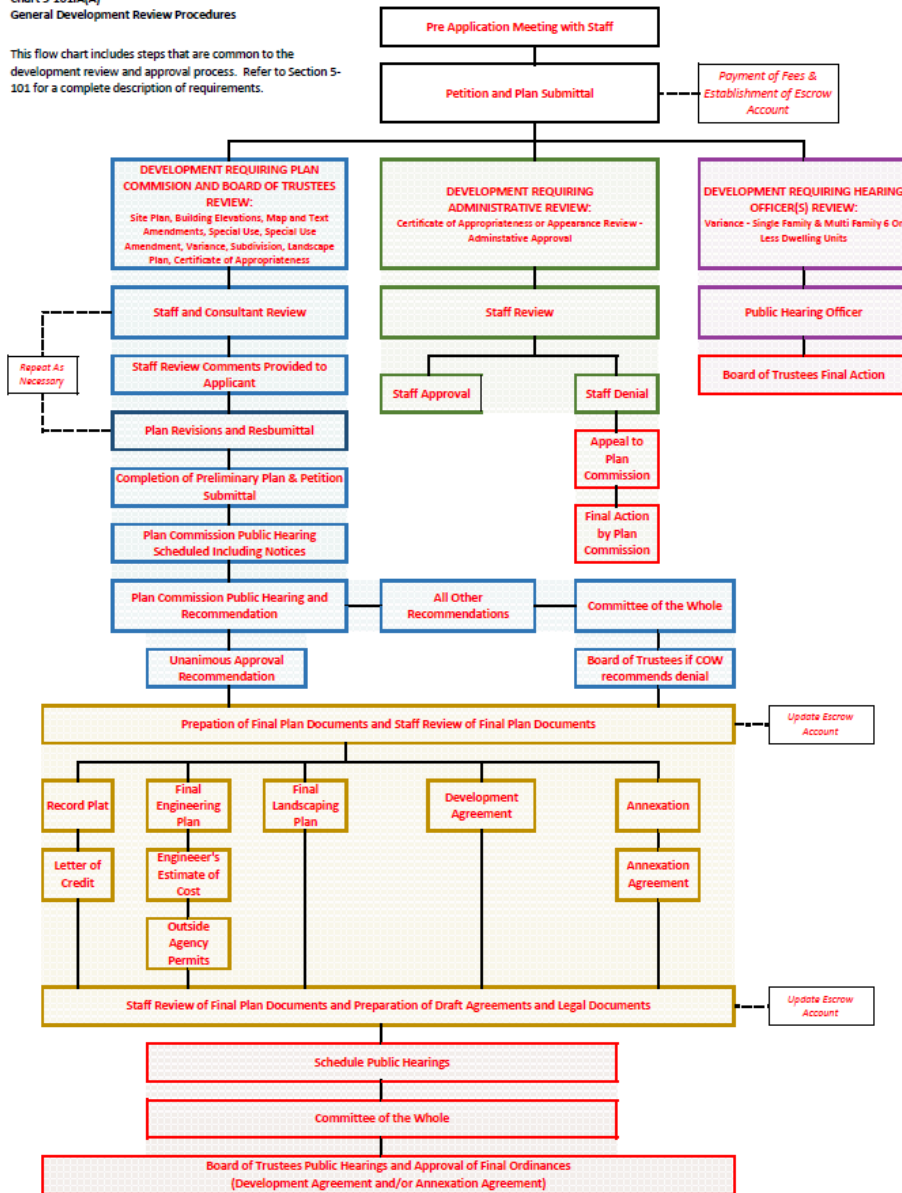 General Development Review Procedures
This flow chart includes steps that are common to the
development review and approval process. Refer to Section 5-
101 for a complete description of requirements.
Pre Application Meeting with Staff
Petition and Plan Submittal
Payment of Fees &
Establishment of Escrow
Account
DEVELOPMENT REQUIRING PLAN
COMMISION AND BOARD OF TRUSTEES
REVIEW:
Site Plan, Building Elevations, Map and Text
Amendments, Special Use, Special Use
Amendment, Variance, Subdivision, Landscape
Plan, Certificate of Appropriateness
DEVELOPMENT REQUIRING
ADMINISTRATIVE REVIEW:
Certificate of Appropriateness or Appearance Review -
Adminstative Approval
DEVELOPMENT REQUIRING HEARING
OFFICER(S) REVIEW:
Variance - Single Family & Multi Family 6 Or
Less Dwelling Units
Staff and Consultant Review
Staff Review
Public Hearing Officer
Repeat As
Necessary
Staff Review Comments Provided to
Applicant
Staff Approval
Staff Denial
Board of Trustees Final Action
Plan Revisions and Resbumittal
Appeal to
Plan
Commission
Completion of Preliminary Plan & Petition
Submittal
Final Action
by Plan
Commission
Plan Commission Public Hearing
Scheduled Including Notices
Plan Commission Public Hearing and
Recommendation
All Other
Recommendations
Committee of the Whole
Unanimous Approval
Recommendation
Board of Trustees if COW
recommends denial
Prepation of Final Plan Documents and Staff Review of Final Plan Documents
Update Escrow
Account
Record Plat
Final
Engineering
Plan
Final
Landscaping
Plan
Development
Agreement
Annexation
Letter of
Credit
Engineeer's
Estimate of
Cost
Annexation
Agreement
Outside
Agency
Permits
Staff Review of Final Plan Documents and Preparation of Draft Agreements and Legal Documents
Update Escrow
Account
Schedule Public Hearings
Committee of the Whole
Board of Trustees Public Hearings and Approval of Final Ordinances
(Development Agreement and/or Annexation Agreement)